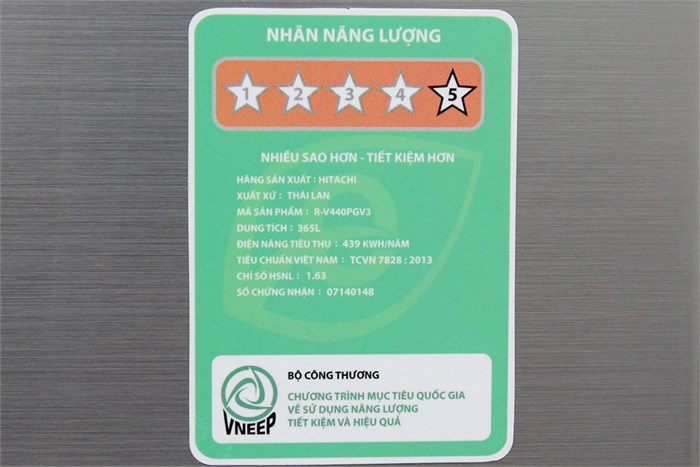 NHÃN NĂNG LƯỢNG
1 2 3 4 5
NHIỀU SAO HƠN - TIẾT KIỆM HƠN
HÃNG SẢN XUẤT : HITACHI
XUẤT XỨ : THÁI LAN
MÃ SẢN PHẨM : R-V440PGV3
DUNG TÍCH : 365L
ĐIỆN NĂNG TIÊU THỤ : 439 KWH/NĂM
TIÊU CHUẨN VIỆT NAM : TCVN 7828 : 2013
CHỈ SỐ HSNL : 1.63
SỐ CHỨNG NHẬN : 07140148
BỘ CÔNG THƯƠNG
CHƯƠNG TRÌNH MỤC TIÊU QUỐC GIA
VỀ SỬ DỤNG NĂNG LƯỢNG
TIẾT KIỆM VÀ HIỆU QUẢ
VNEEP